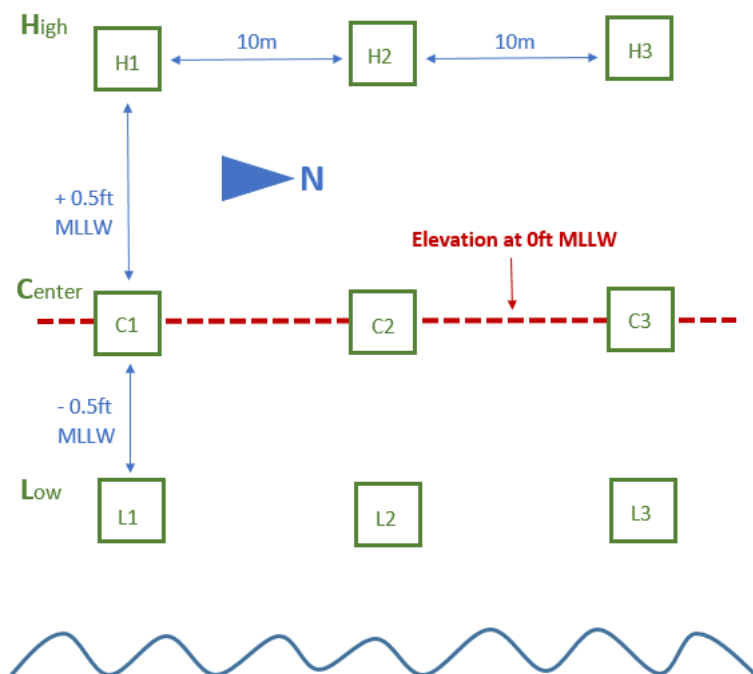 High
H1
10m
H2
10m
H3
N
+ 0.5ft
MLLW
Elevation at 0ft MLLW
Center
C1
C2
C3
- 0.5ft
MLLW
Low
L1
L2
L3